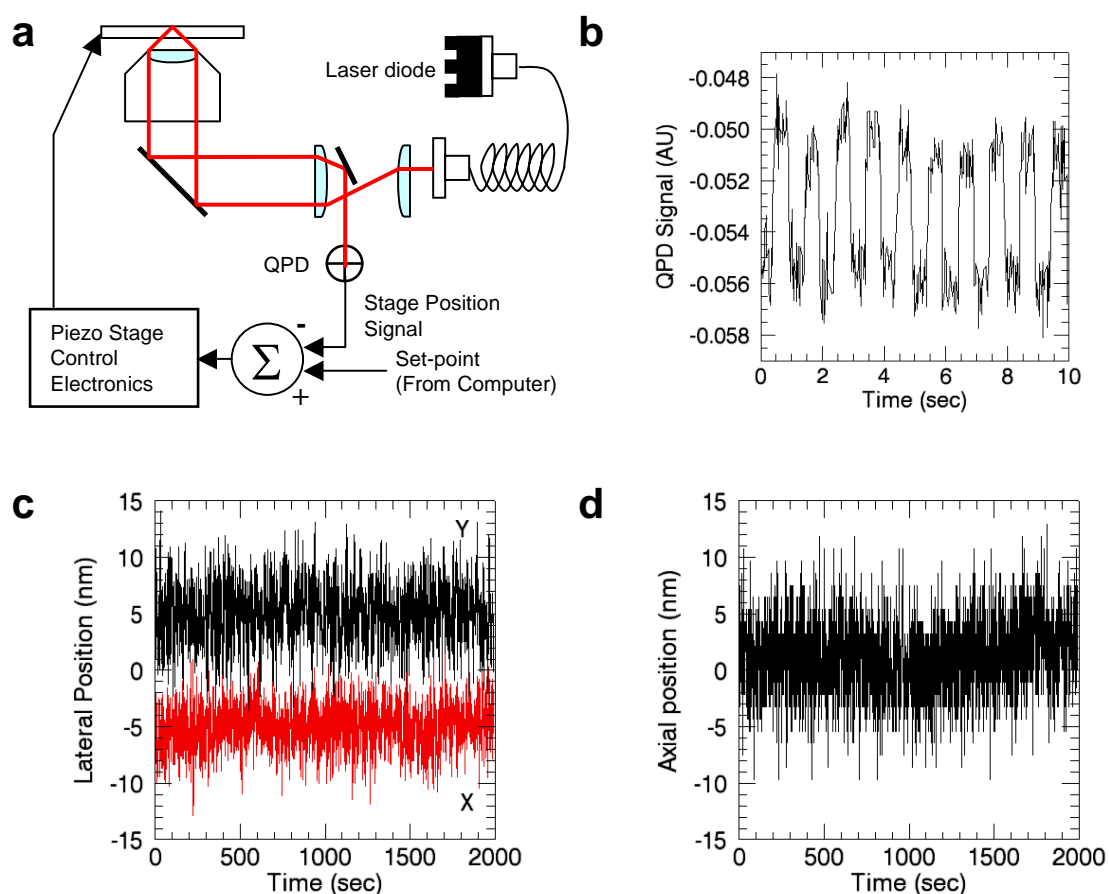 a
Laser diode
QPD
Stage Position
Signal
Piezo Stage
Control
Electronics
-
Σ
+
Set-point
(From Computer)
b
QPD Signal (AU)
-0.048
-0.050
-0.052
-0.054
-0.056
-0.058
0 2 4 6 8 10
Time (sec)
c
Lateral Position (nm)
15
10
5
0
-5
-10
-15
Y
X
0 500 1000 1500 2000
Time (sec)
d
Axial position (nm)
15
10
5
0
-5
-10
-15
0 500 1000 1500 2000
Time (sec)